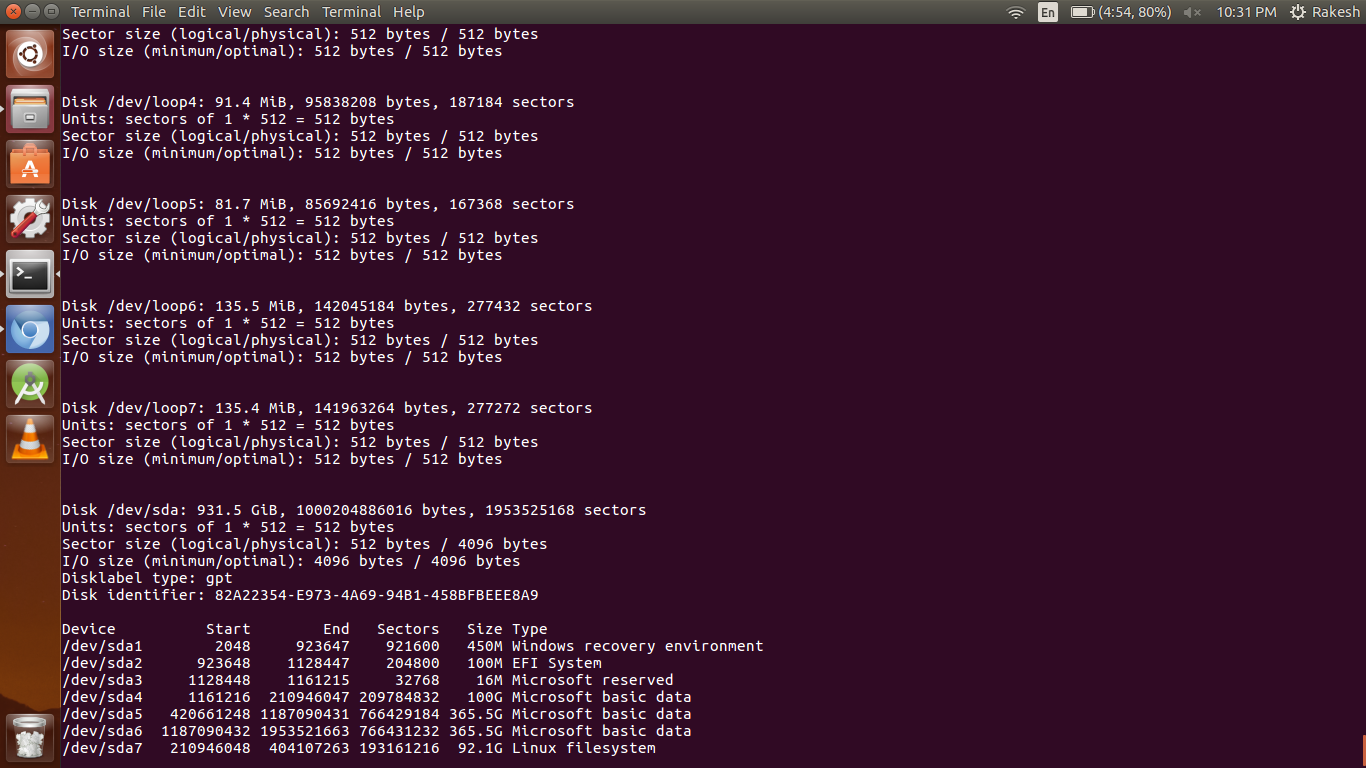 Terminal File Edit View Search Terminal Help En (4:54, 80%) 10:31 PM Rakesh
Sector size (logical/physical): 512 bytes / 512 bytes
I/O size (minimum/optimal): 512 bytes / 512 bytes
Disk /dev/loop4: 91.4 MiB, 95838208 bytes, 187184 sectors
Units: sectors of 1 * 512 = 512 bytes
Sector size (logical/physical): 512 bytes / 512 bytes
I/O size (minimum/optimal): 512 bytes / 512 bytes
Disk /dev/loop5: 81.7 MiB, 85692416 bytes, 167368 sectors
Units: sectors of 1 * 512 = 512 bytes
Sector size (logical/physical): 512 bytes / 512 bytes
I/O size (minimum/optimal): 512 bytes / 512 bytes
Disk /dev/loop6: 135.5 MiB, 142045184 bytes, 277432 sectors
Units: sectors of 1 * 512 = 512 bytes
Sector size (logical/physical): 512 bytes / 512 bytes
I/O size (minimum/optimal): 512 bytes / 512 bytes
Disk /dev/loop7: 135.4 MiB, 141963264 bytes, 277272 sectors
Units: sectors of 1 * 512 = 512 bytes
Sector size (logical/physical): 512 bytes / 512 bytes
I/O size (minimum/optimal): 512 bytes / 512 bytes
Disk /dev/sda: 931.5 GiB, 1000204886016 bytes, 1953525168 sectors
Units: sectors of 1 * 512 = 512 bytes
Sector size (logical/physical): 512 bytes / 4096 bytes
I/O size (minimum/optimal): 4096 bytes / 4096 bytes
Disklabel type: gpt
Disk identifier: 82A22354-E973-4A69-94B1-458BFBEEE8A9
Device Start End Sectors Size Type
/dev/sda1 2048 923647 921600 450M Windows recovery environment
/dev/sda2 923648 1128447 204800 100M EFI System
/dev/sda3 1128448 1161215 32768 16M Microsoft reserved
/dev/sda4 1161216 210946047 209784832 100G Microsoft basic data
/dev/sda5 420661248 1187090431 766429184 365.5G Microsoft basic data
/dev/sda6 1187090432 1953521663 766431232 365.5G Microsoft basic data
/dev/sda7 210946048 404107263 193161216 92.1G Linux filesystem